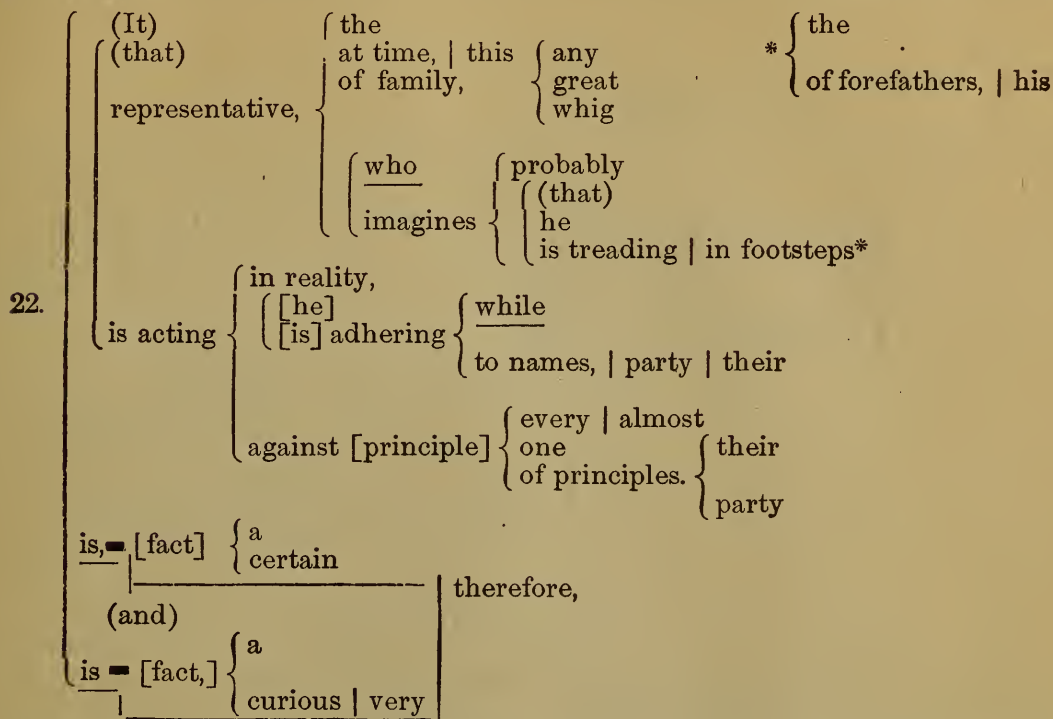 (It) the * the
(that) at time, | this any of forefathers, | his
of family, great
representative, whig
who probably
(that)
imagines he
is treading | in footsteps*
in reality,
22. [he] while
is acting [is] adhering
to names, | party | their
every | almost
against [principle] one their
of principles.
party
is,= [fact] a
certain
therefore,
(and)
is = [fact,] a
curious | very